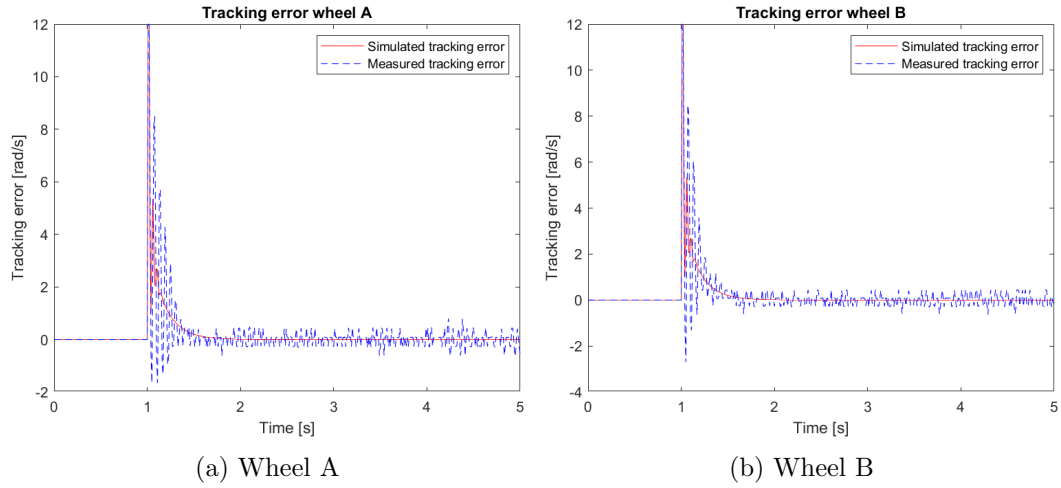 Tracking error wheel A
Simulated tracking error
Measured tracking error
Tracking error [rad/s]
12
10
8
6
4
2
0
-2
0 1 2 3 4 5
Time [s]
(a) Wheel A
Tracking error wheel B
Simulated tracking error
Measured tracking error
Tracking error [rad/s]
12
10
8
6
4
2
0
-2
-4
0 1 2 3 4 5
Time [s]
(b) Wheel B